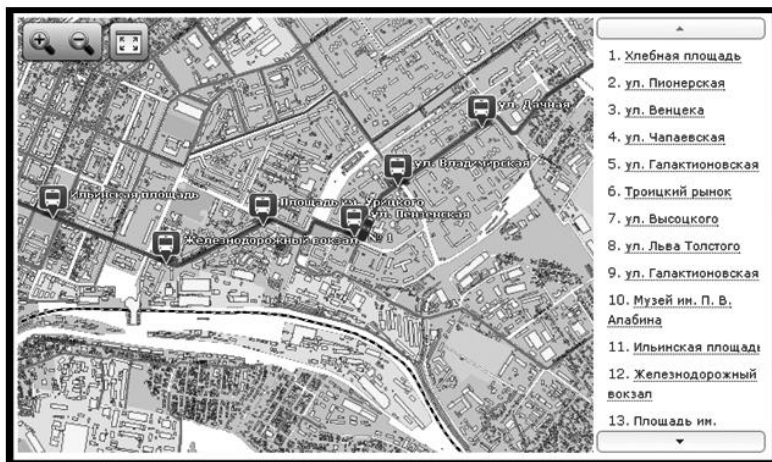 ул. Дачная
ул. Владимирская
Ильинская площадь
Площадь им. Урицкого
ул. Пензенская
Железнодорожный вокзал
№ 1
1. Хлебная площадь
2. ул. Пионерская
3. ул. Венцека
4. ул. Чапаевская
5. ул. Галактионовская
6. Троицкий рынок
7. ул. Высоцкого
8. ул. Льва Толстого
9. ул. Галактионовская
10. Музей им. П. В.
Алабина
11. Ильинская площадь
12. Железнодорожный
вокзал
13. Площадь им.